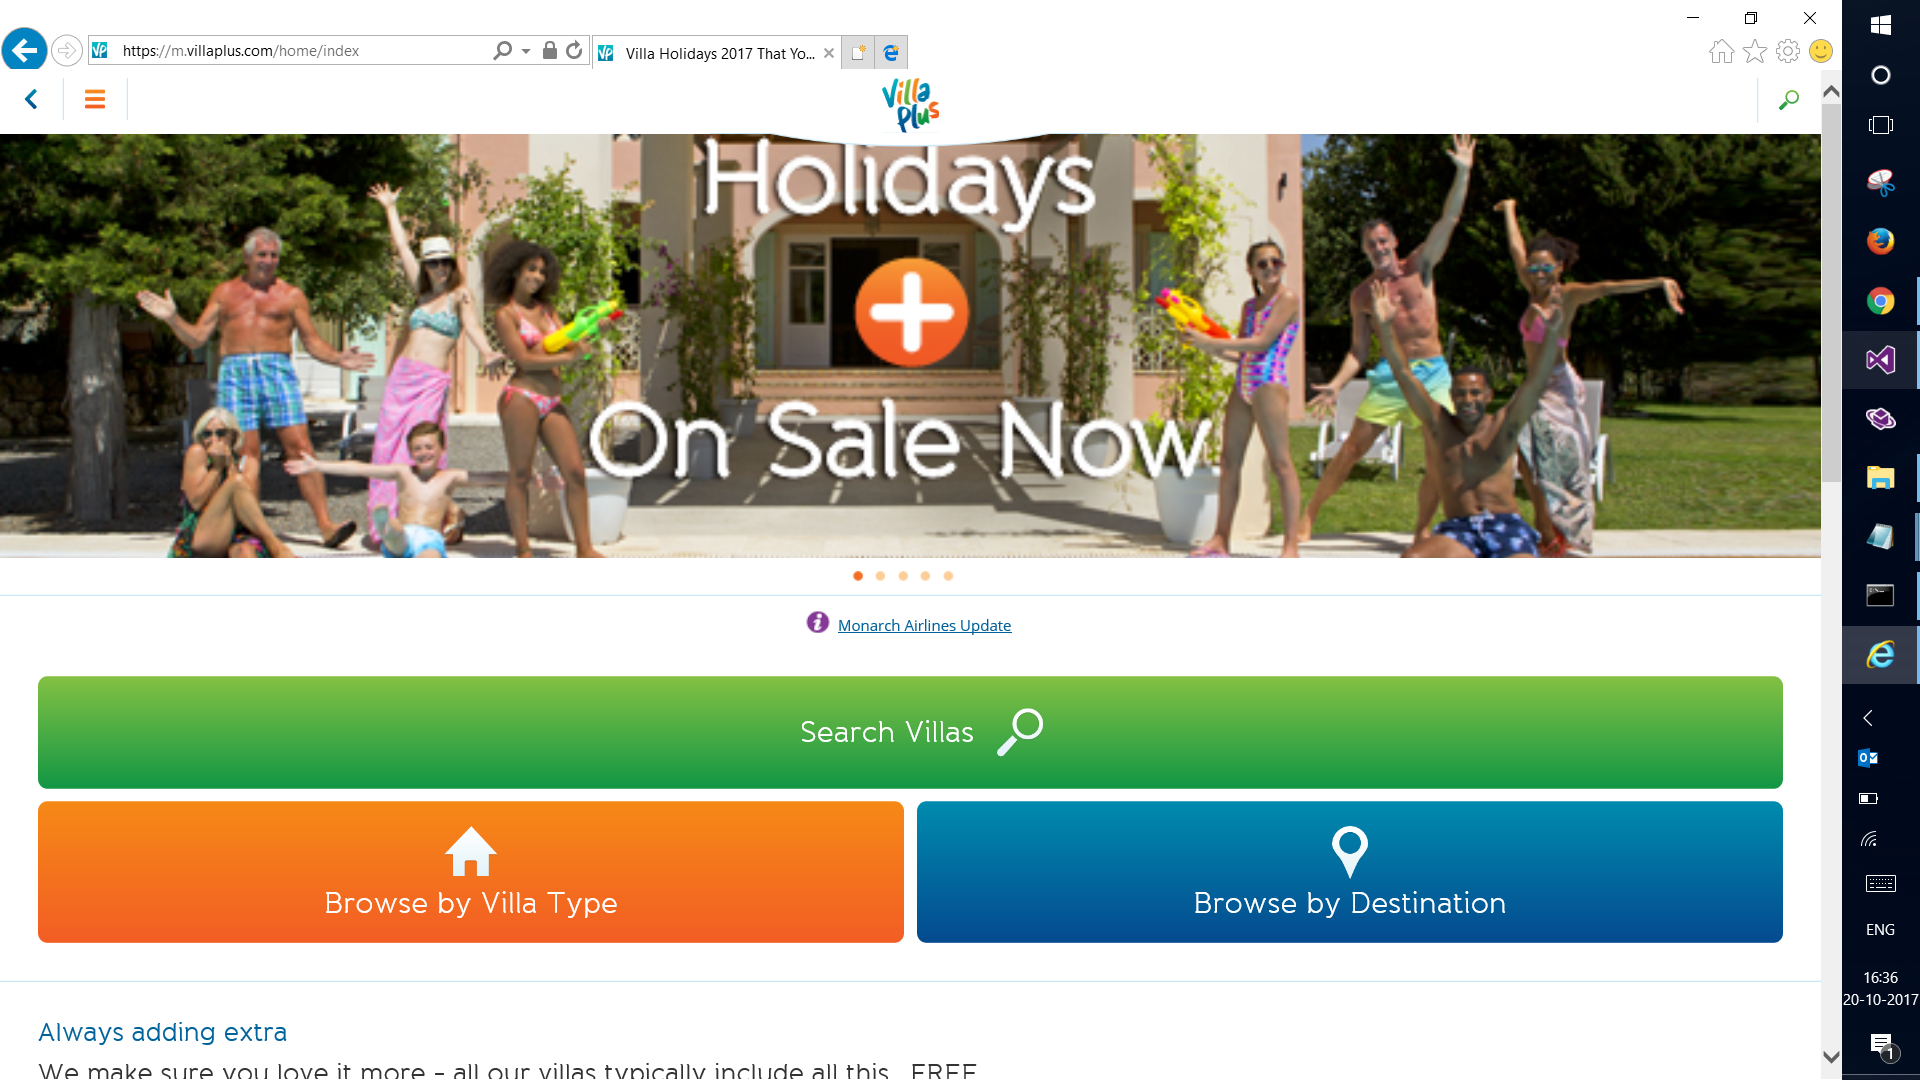 https://m.villaplus.com/home/index
Villa Holidays 2017 That Yo...
Villa
Plus
Holidays
On Sale Now
Monarch Airlines Update
Search Villas
Browse by Villa Type
Browse by Destination
Always adding extra
We make sure you love it more – all our villas typically include all this... FREE
ENG
16:36
20-10-2017
1